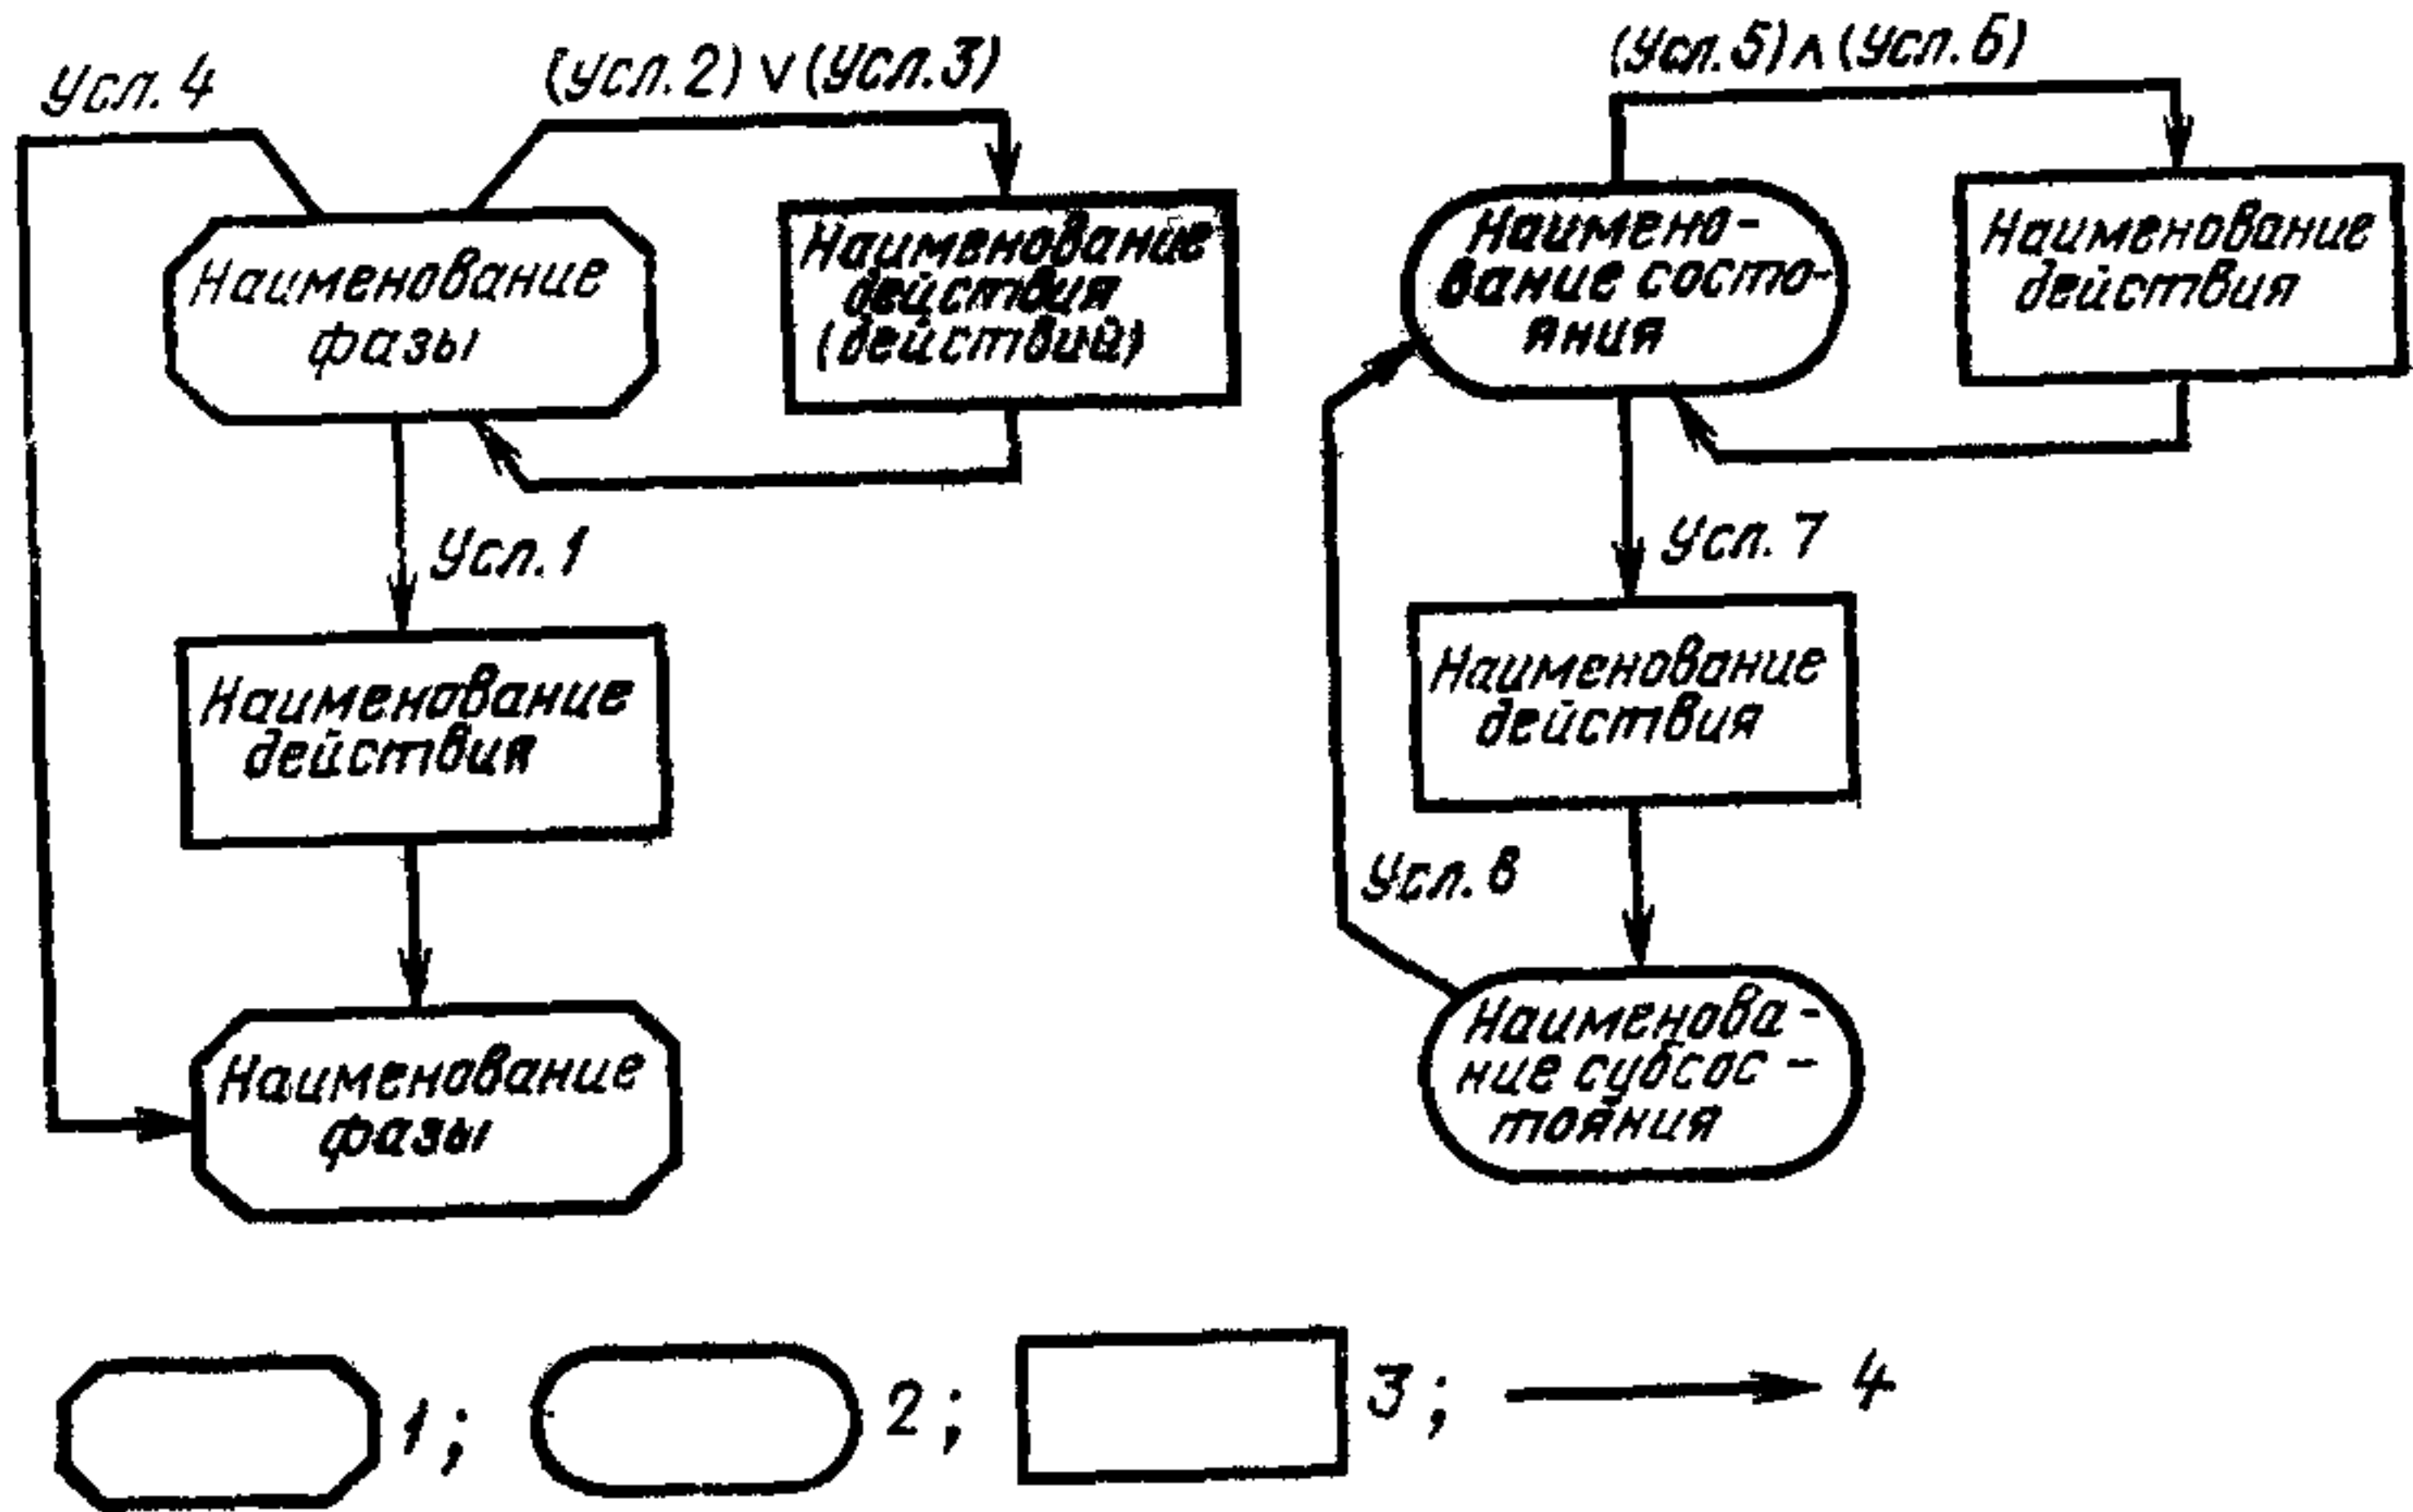 Усл. 4
(Усл. 2) ∨ (Усл. 3)
Наименование
фазы
Наименование
действия
(действий)
Усл. 1
Наименование
действия
Наименование
фазы
(Усл. 5) ∧ (Усл. 6)
Наимено-
вание состо-
яния
Наименование
действия
Усл. 7
Наименование
действия
Усл. 8
Наименова-
ние субсос-
тояния
1;
2;
3;
4